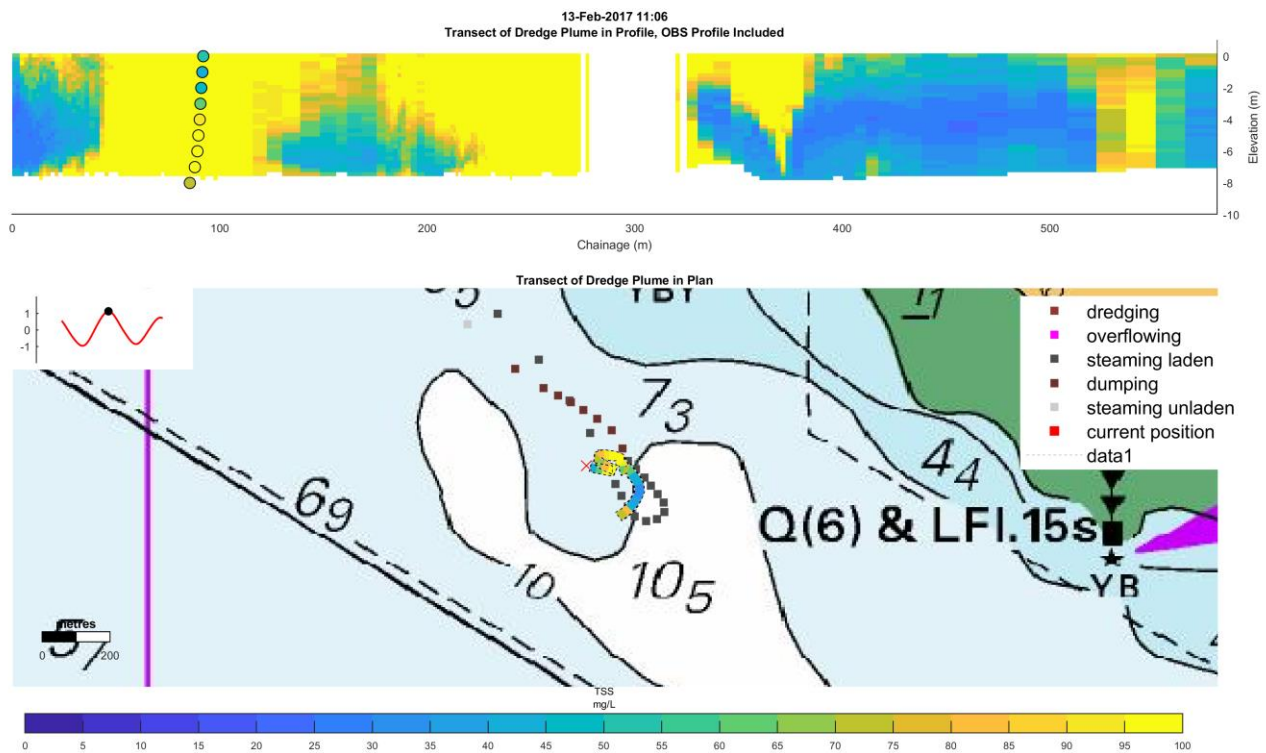 13-Feb-2017 11:06
Transect of Dredge Plume in Profile, OBS Profile Included
0
-2
-4
-6
-8
-10
Elevation (m)
0 100 200 300 400 500
Chainage (m)
Transect of Dredge Plume in Plan
1
0
-1
YBY
dredging
overflowing
steaming laden
dumping
steaming unladen
current position
data1
7 3
4 4
6 9
Q(6) & LFl.15s
10
10 5
YB
metres
0 200
TSS
mg/L
0 5 10 15 20 25 30 35 40 45 50 55 60 65 70 75 80 85 90 95 100